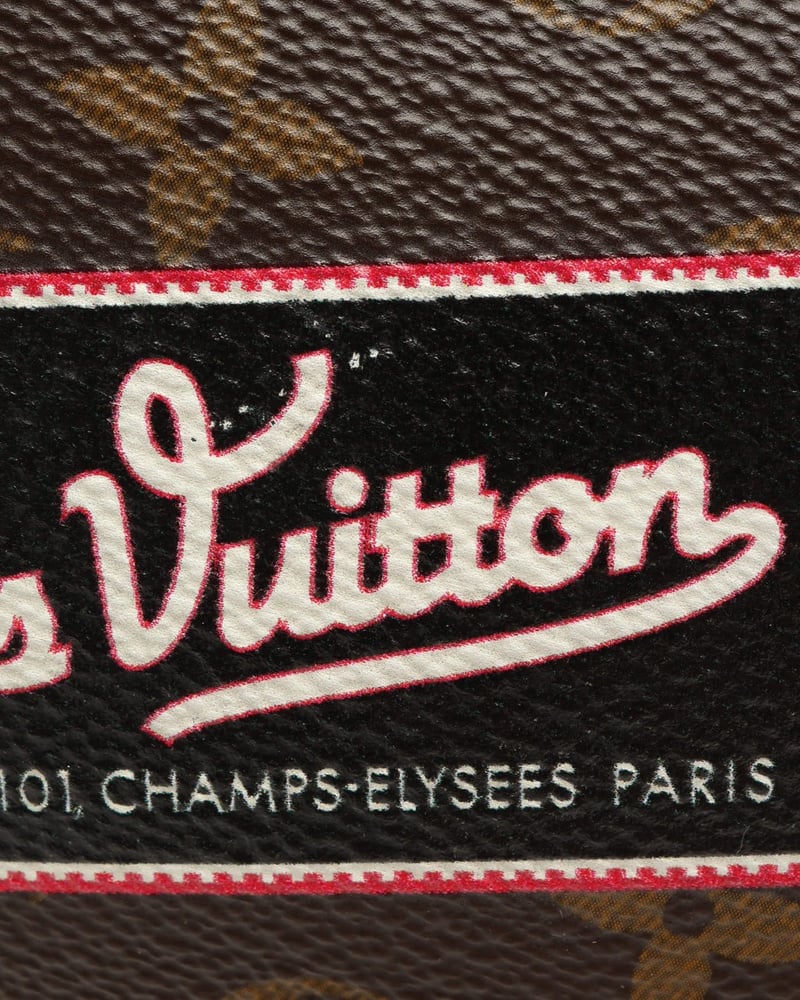 s Vuitton
101, CHAMPS-ELYSEES PARIS